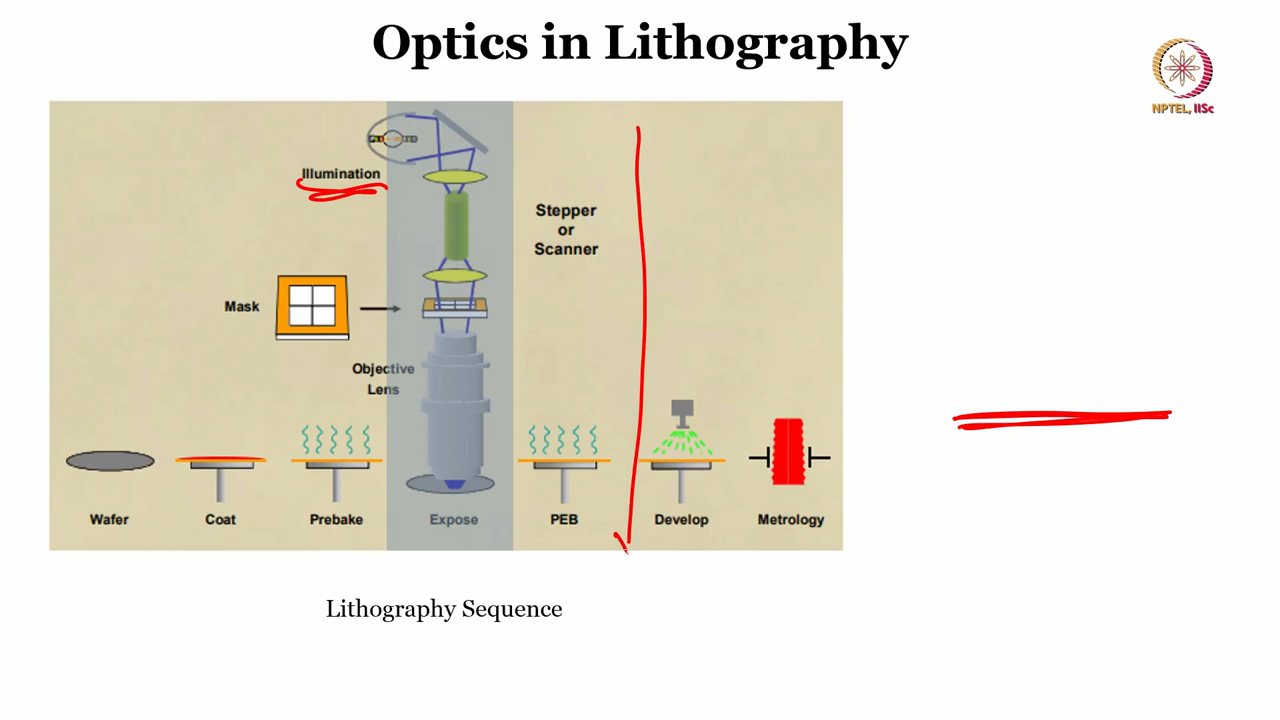 Optics in Lithography
NPTEL, IISc
Illumination
Stepper
or
Scanner
Mask
Objective
Lens
Wafer
Coat
Prebake
Expose
PEB
Develop
Metrology
Lithography Sequence